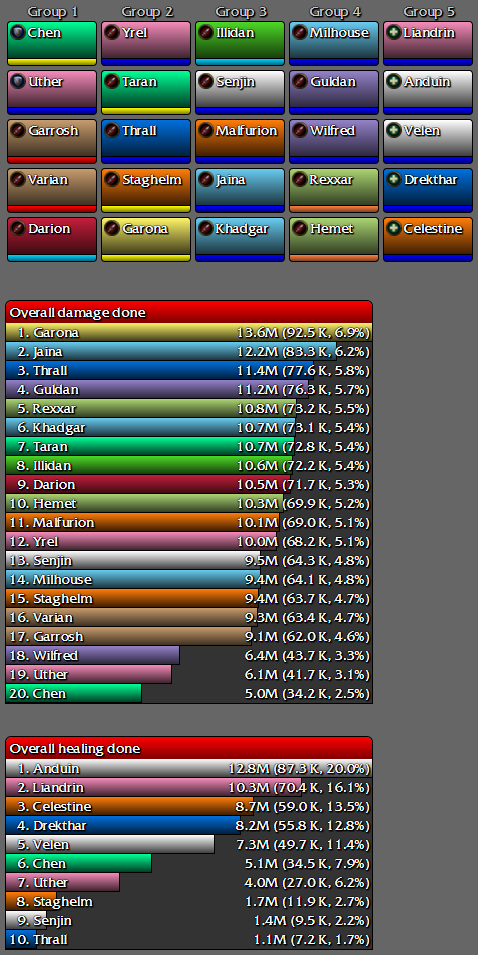 Group 1 Group 2 Group 3 Group 4 Group 5
Chen Yrel Illidan Milhouse Liandrin
Uther Taran Senjin Guldan Anduin
Garrosh Thrall Malfurion Wilfred Velen
Varian Staghelm Jaina Rexxar Drekthar
Darion Garona Khadgar Hemet Celestine
Overall damage done
1. Garona 13.6M (92.5 K, 6.9%)
2. Jaina 12.2M (83.3 K, 6.2%)
3. Thrall 11.4M (77.6 K, 5.8%)
4. Guldan 11.2M (76.3 K, 5.7%)
5. Rexxar 10.8M (73.2 K, 5.5%)
6. Khadgar 10.7M (73.1 K, 5.4%)
7. Taran 10.7M (72.8 K, 5.4%)
8. Illidan 10.6M (72.2 K, 5.4%)
9. Darion 10.5M (71.7 K, 5.3%)
10. Hemet 10.3M (69.9 K, 5.2%)
11. Malfurion 10.1M (69.0 K, 5.1%)
12. Yrel 10.0M (68.2 K, 5.1%)
13. Senjin 9.5M (64.3 K, 4.8%)
14. Milhouse 9.4M (64.1 K, 4.8%)
15. Staghelm 9.4M (63.7 K, 4.7%)
16. Varian 9.3M (63.4 K, 4.7%)
17. Garrosh 9.1M (62.0 K, 4.6%)
18. Wilfred 6.4M (43.7 K, 3.3%)
19. Uther 6.1M (41.7 K, 3.1%)
20. Chen 5.0M (34.2 K, 2.5%)
Overall healing done
1. Anduin 12.8M (87.3 K, 20.0%)
2. Liandrin 10.3M (70.4 K, 16.1%)
3. Celestine 8.7M (59.0 K, 13.5%)
4. Drekthar 8.2M (55.8 K, 12.8%)
5. Velen 7.3M (49.7 K, 11.4%)
6. Chen 5.1M (34.5 K, 7.9%)
7. Uther 4.0M (27.0 K, 6.2%)
8. Staghelm 1.7M (11.9 K, 2.7%)
9. Senjin 1.4M (9.5 K, 2.2%)
10. Thrall 1.1M (7.2 K, 1.7%)